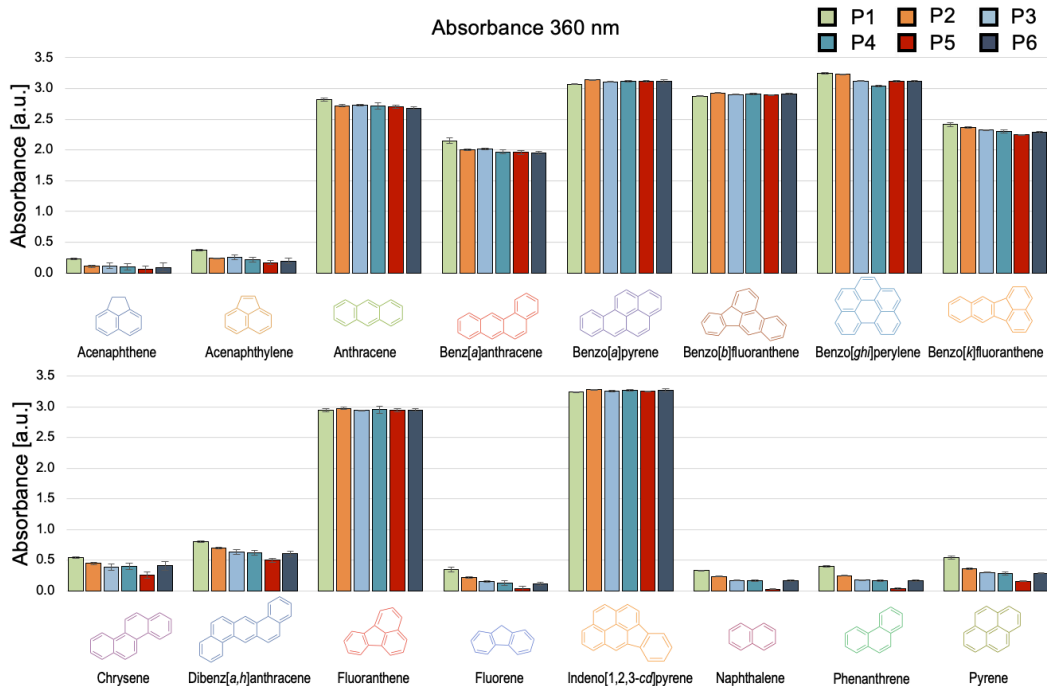 Absorbance 360 nm
P1 P2 P3
P4 P5 P6
Absorbance [a.u.]
3.5
3.0
2.5
2.0
1.5
1.0
0.5
0.0
Acenaphthene Acenaphthylene Anthracene Benz[a]anthracene Benzo[a]pyrene Benzo[b]fluoranthene Benzo[ghi]perylene Benzo[k]fluoranthene
Absorbance [a.u.]
3.5
3.0
2.5
2.0
1.5
1.0
0.5
0.0
Chrysene Dibenz[a,h]anthracene Fluoranthene Fluorene Indeno[1,2,3-cd]pyrene Naphthalene Phenanthrene Pyrene